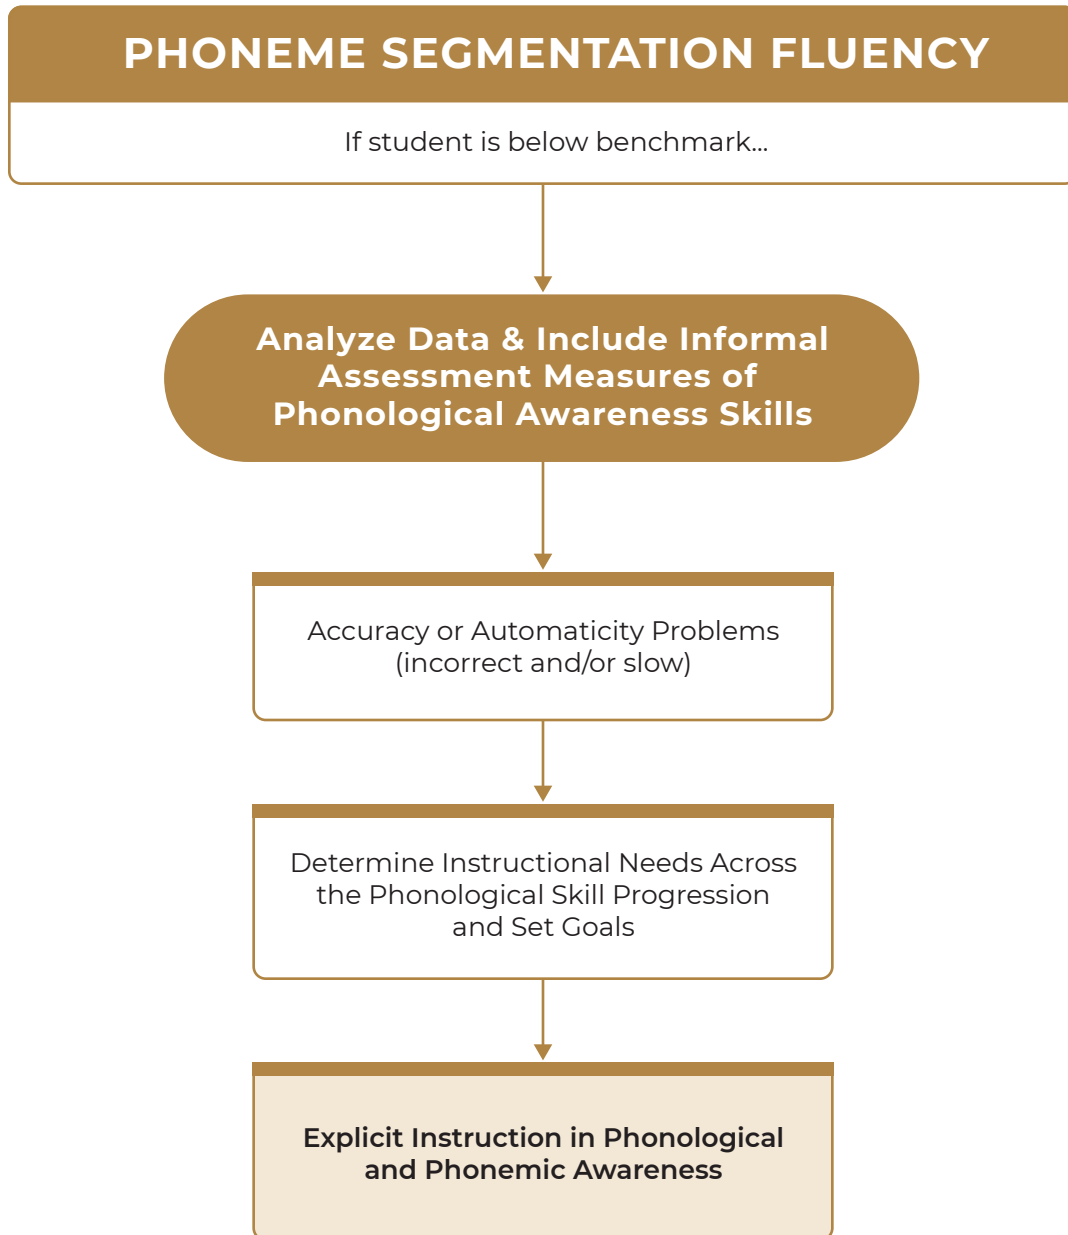 PHONEME SEGMENTATION FLUENCY
If student is below benchmark...
Analyze Data & Include Informal
Assessment Measures of
Phonological Awareness Skills
Accuracy or Automaticity Problems
(incorrect and/or slow)
Determine Instructional Needs Across
the Phonological Skill Progression
and Set Goals
Explicit Instruction in Phonological
and Phonemic Awareness